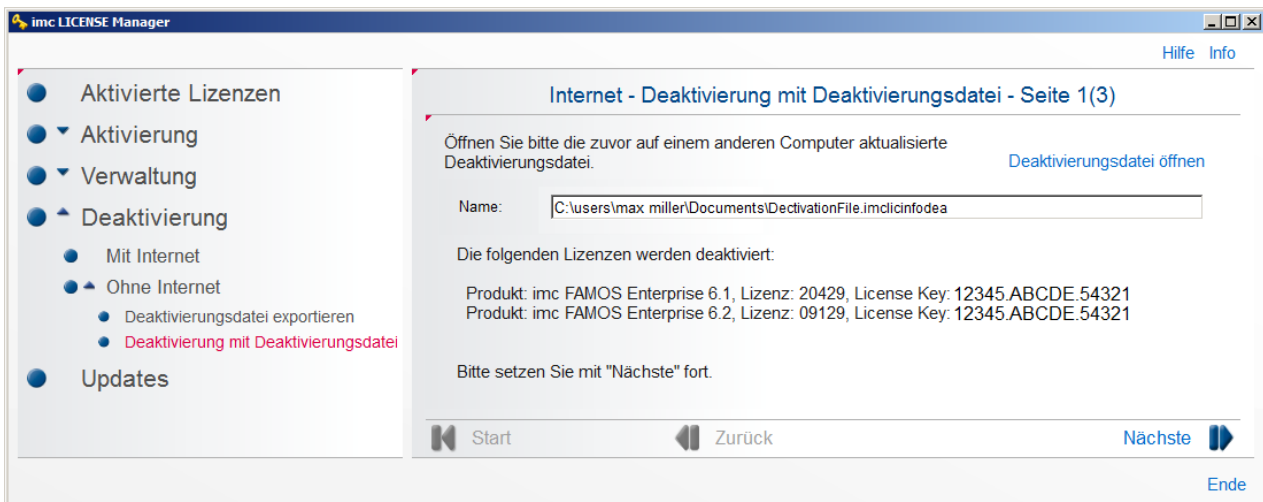 imc LICENSE Manager
Hilfe Info
Aktivierte Lizenzen
Aktivierung
Verwaltung
Deaktivierung
Mit Internet
Ohne Internet
Deaktivierungsdatei exportieren
Deaktivierung mit Deaktivierungsdatei
Updates
Internet - Deaktivierung mit Deaktivierungsdatei - Seite 1(3)
Öffnen Sie bitte die zuvor auf einem anderen Computer aktualisierte
Deaktivierungsdatei.
Deaktivierungsdatei öffnen
Name: C:\users\max miller\Documents\DectivationFile.imclicinfodea
Die folgenden Lizenzen werden deaktiviert:
Produkt: imc FAMOS Enterprise 6.1, Lizenz: 20429, License Key: 12345.ABCDE.54321
Produkt: imc FAMOS Enterprise 6.2, Lizenz: 09129, License Key: 12345.ABCDE.54321
Bitte setzen Sie mit "Nächste" fort.
Start Zurück Nächste
Ende